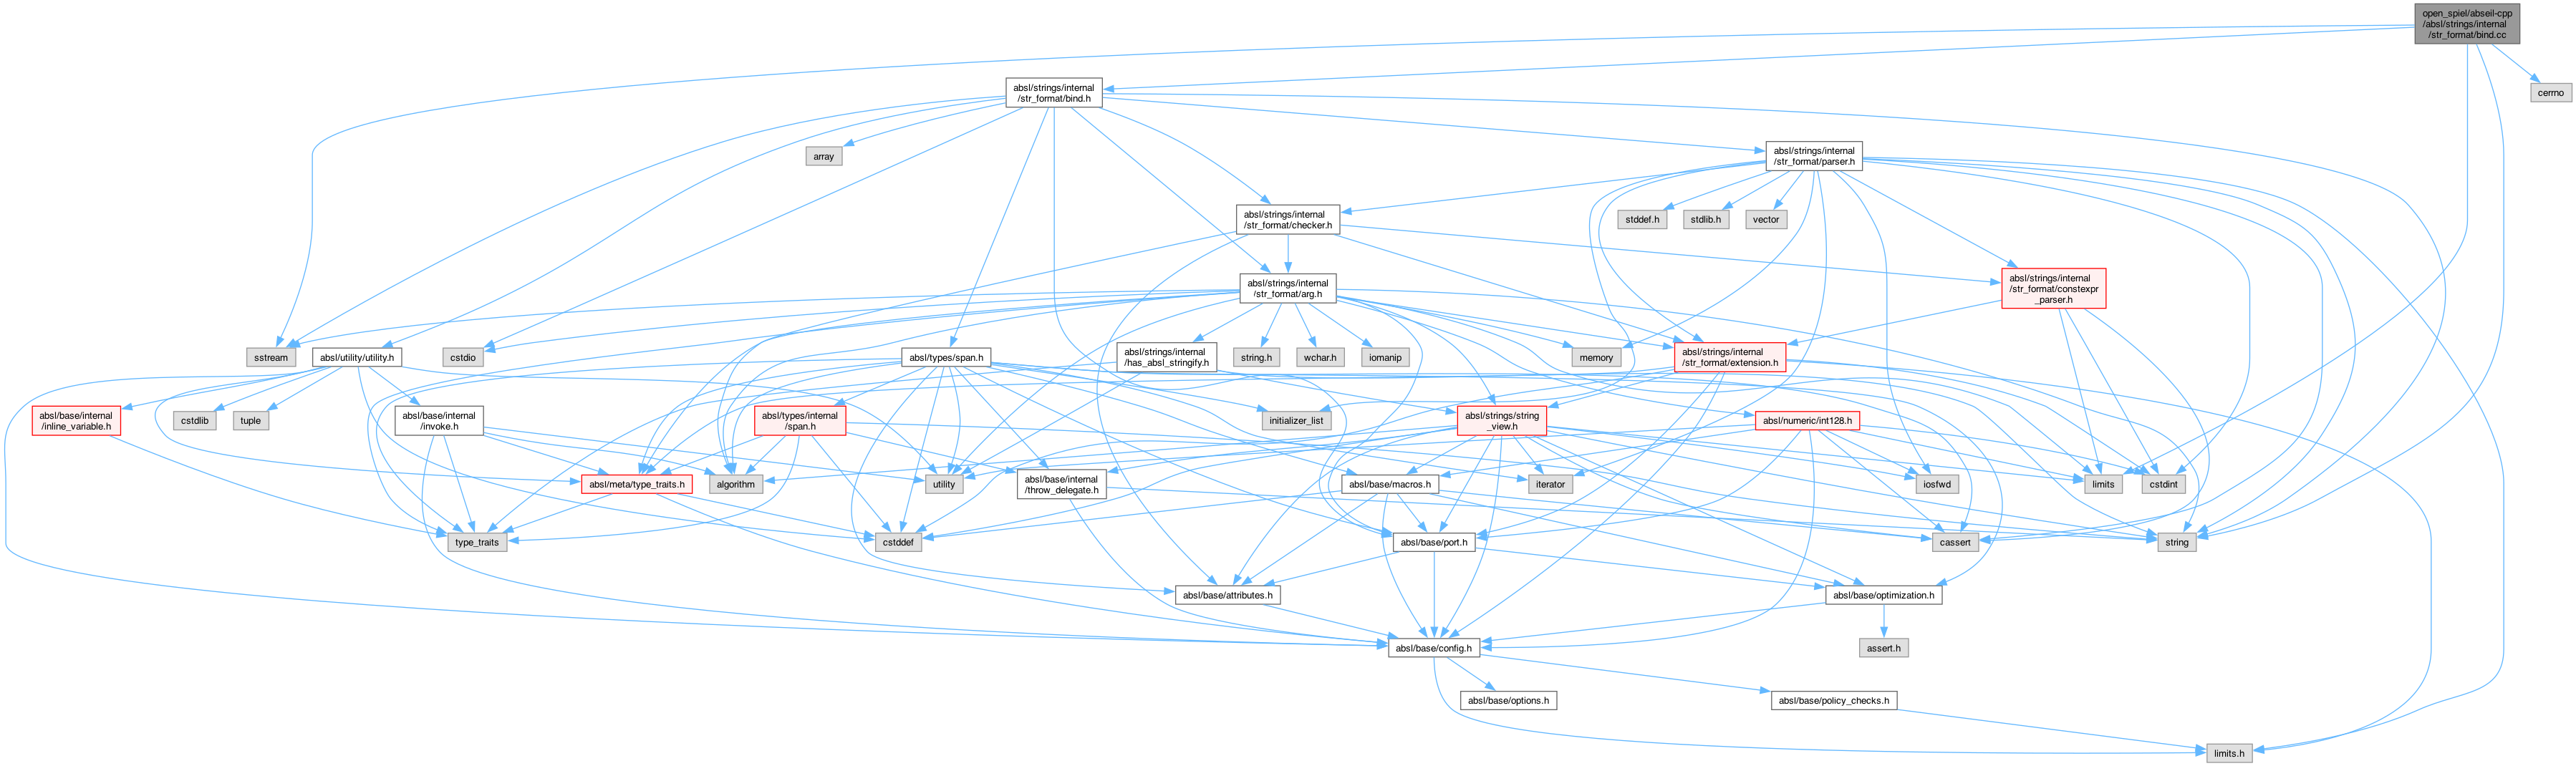 open_spiel/abseil-cpp
/absl/strings/internal
/str_format/bind.cc
absl/strings/internal
/str_format/bind.h
cerrno
array
absl/strings/internal
/str_format/parser.h
absl/strings/internal
/str_format/checker.h
stddef.h
stdlib.h
vector
absl/strings/internal
/str_format/arg.h
absl/strings/internal
/str_format/constexpr
_parser.h
sstream
absl/utility/utility.h
cstdio
absl/types/span.h
absl/strings/internal
/has_absl_stringify.h
string.h
wchar.h
iomanip
memory
absl/strings/internal
/str_format/extension.h
absl/base/internal
/inline_variable.h
cstdlib
tuple
absl/base/internal
/invoke.h
absl/types/internal
/span.h
initializer_list
absl/strings/string
_view.h
absl/numeric/int128.h
absl/meta/type_traits.h
algorithm
utility
absl/base/internal
/throw_delegate.h
absl/base/macros.h
iterator
iosfwd
limits
cstdint
type_traits
cstddef
absl/base/port.h
cassert
string
absl/base/attributes.h
absl/base/optimization.h
absl/base/config.h
assert.h
absl/base/options.h
absl/base/policy_checks.h
limits.h